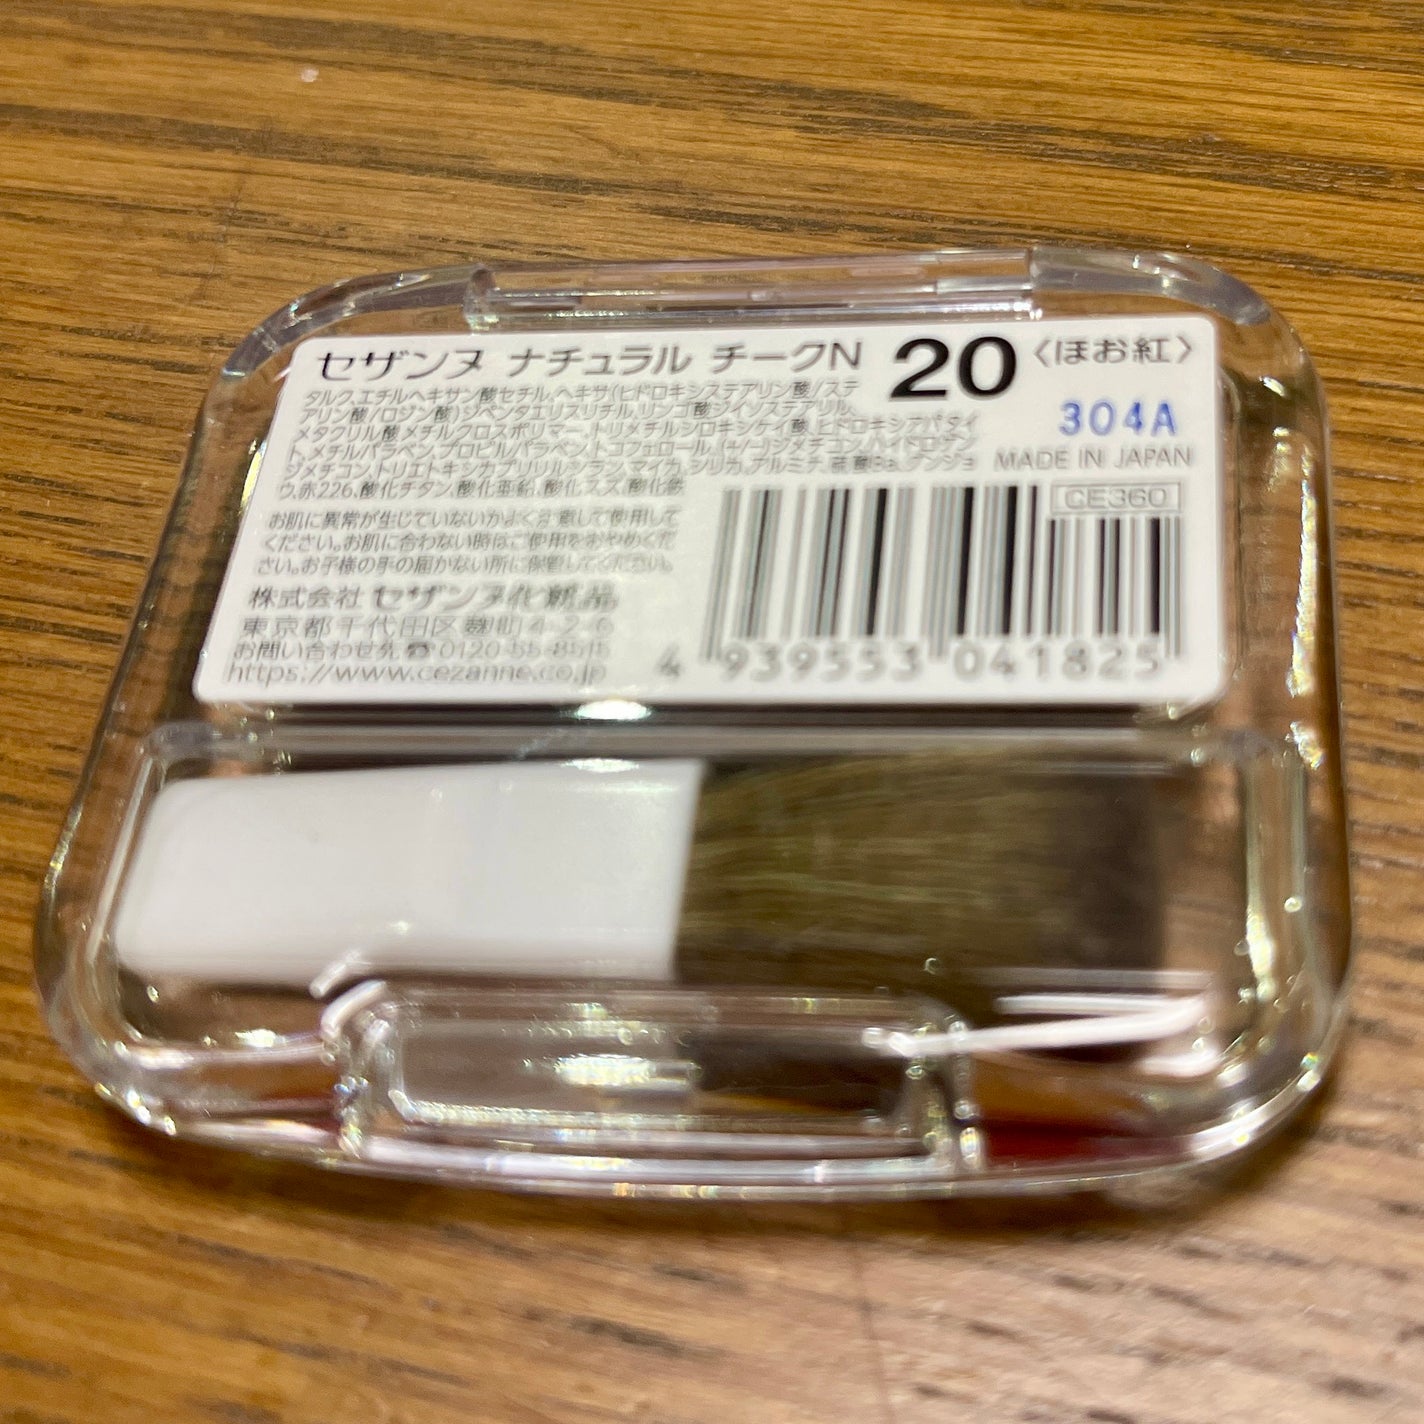 セザンヌ ナチュラル チークN 20 〈ほお紅〉
タルク,エチルヘキサン酸セチル,ヘキサ(ヒドロキシステアリン酸/ステ
アリン酸/ロジン酸)ジペンタエリスリチル,リンゴ酸ジイソステアリル,
メタクリル酸メチルクロスポリマー,トリメチルシロキシケイ酸,ヒドロキシアパタイ
ト,メチルパラベン,プロピルパラベン,トコフェロール,(+/-)ジメチコン,ハイドロゲン
ジメチコン,トリエトキシカプリリルシラン,マイカ,シリカ,アルミナ,硫酸Ba,グンジョ
ウ,赤226,酸化チタン,酸化亜鉛,酸化スズ,酸化鉄
304A
MADE IN JAPAN
CE360
お肌に異常が生じていないかよく注意して使用して
ください。お肌に合わない時はご使用をおやめくだ
さい。お子様の手の届かない所に保管してください。
株式会社 セザンヌ化粧品
東京都千代田区麹町4-2-6
お問い合わせ先☎0120-55-8515
https://www.cezanne.co.jp
4 939553 041825